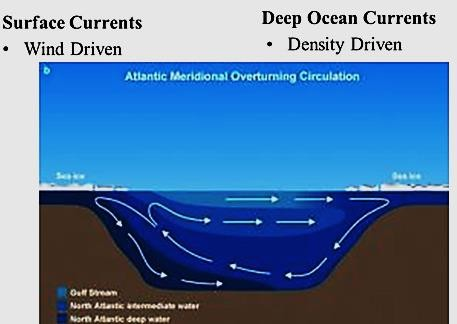 Surface Currents
• Wind Driven
Deep Ocean Currents
• Density Driven
b
Atlantic Meridional Overturning Circulation
Sea ice
Sea ice
Gulf Stream
North Atlantic intermediate water
North Atlantic deep water